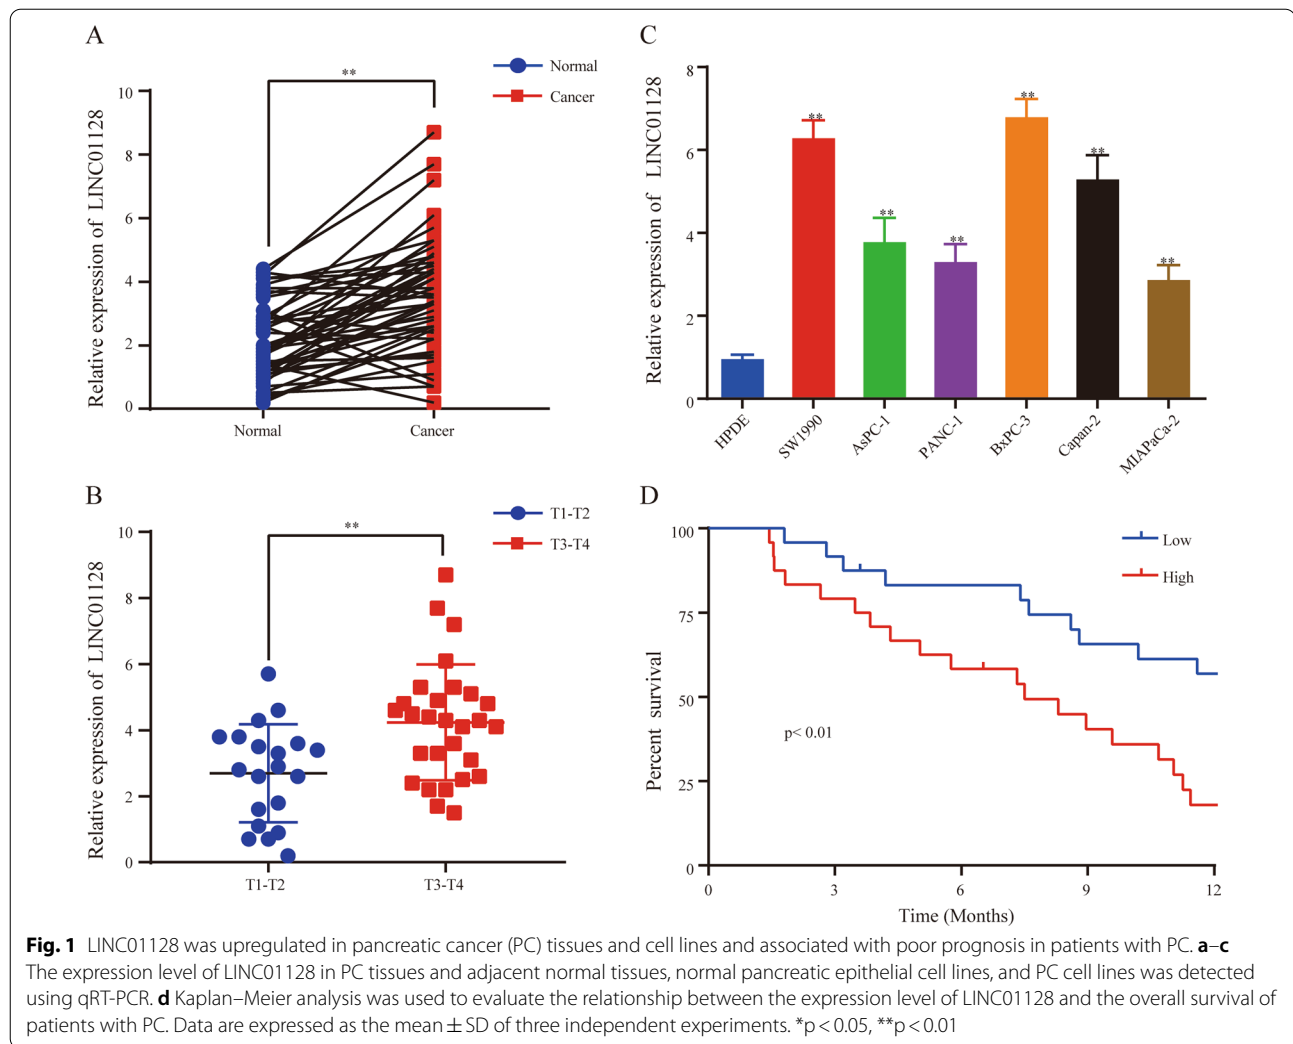 A
**
Normal
Cancer
Relative expression of LINC01128
10
8
6
4
2
0
Normal
Cancer
C
Relative expression of LINC01128
8
6
4
2
0
**
**
**
**
**
**
HPDE
SW1990
AsPC-1
PANC-1
BxPC-3
Capan-2
MIAPaCa-2
B
**
T1-T2
T3-T4
Relative expression of LINC01128
10
8
6
4
2
0
T1-T2
T3-T4
D
Low
High
Percent survival
100
75
50
25
0
p< 0.01
0
3
6
9
12
Time (Months)
Fig. 1 LINC01128 was upregulated in pancreatic cancer (PC) tissues and cell lines and associated with poor prognosis in patients with PC. a–c
The expression level of LINC01128 in PC tissues and adjacent normal tissues, normal pancreatic epithelial cell lines, and PC cell lines was detected
using qRT-PCR. d Kaplan–Meier analysis was used to evaluate the relationship between the expression level of LINC01128 and the overall survival of
patients with PC. Data are expressed as the mean ± SD of three independent experiments. *p < 0.05, **p < 0.01